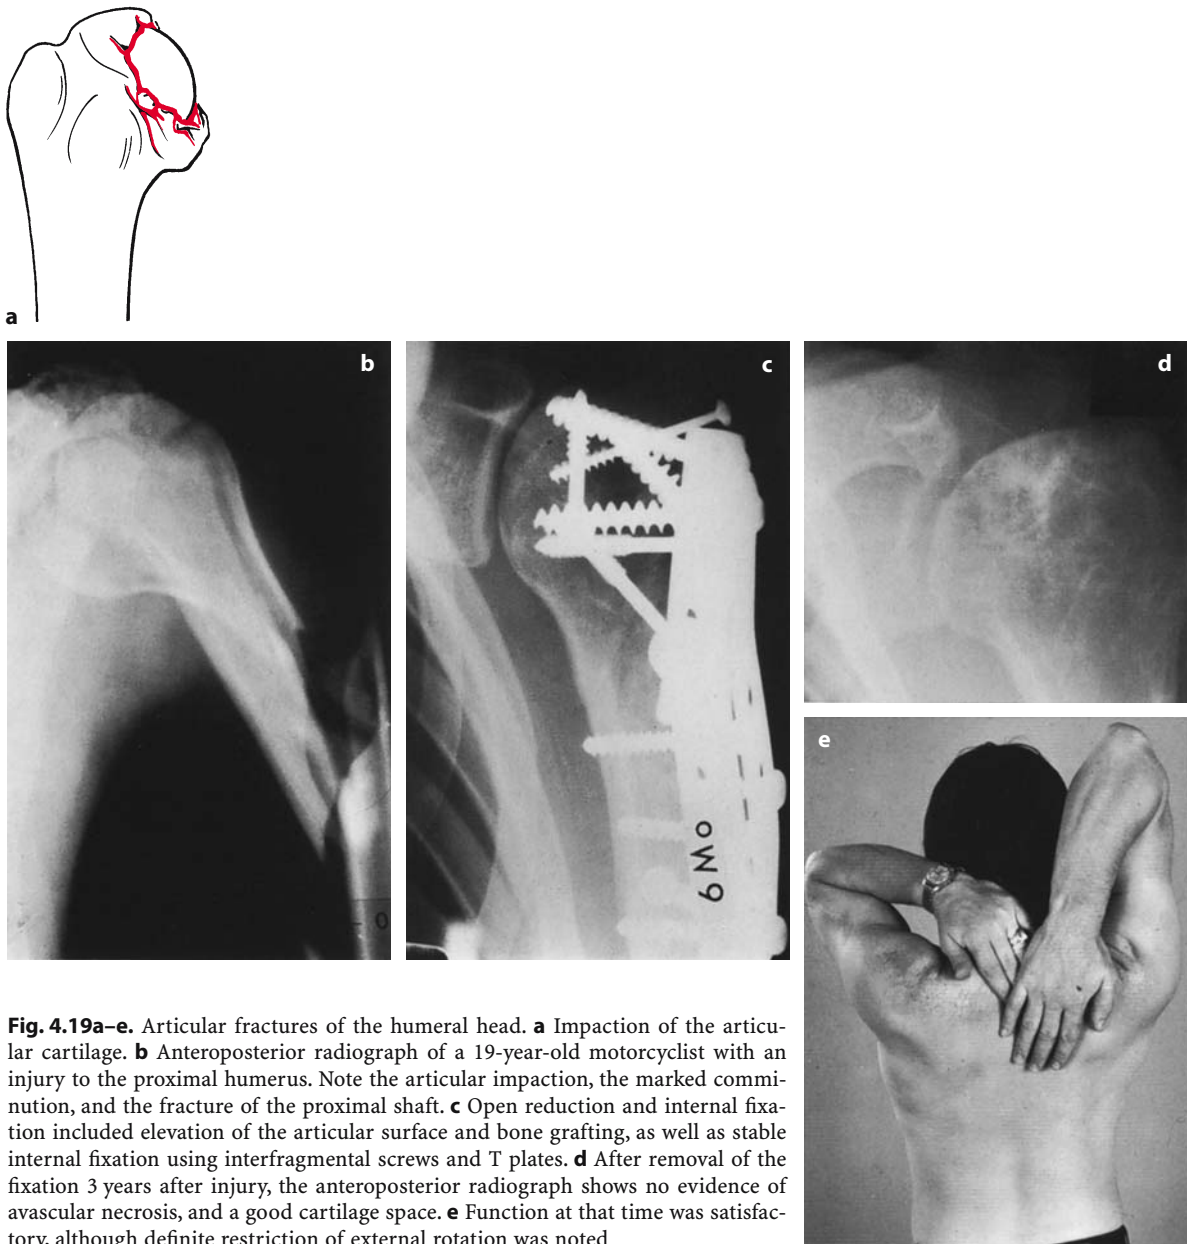 a
b
c
d
e
0
6 W o
Fig. 4.19a–e. Articular fractures of the humeral head. a Impaction of the articu-
lar cartilage. b Anteroposterior radiograph of a 19-year-old motorcyclist with an
injury to the proximal humerus. Note the articular impaction, the marked commi-
nution, and the fracture of the proximal shaft. c Open reduction and internal fixa-
tion included elevation of the articular surface and bone grafting, as well as stable
internal fixation using interfragmental screws and T plates. d After removal of the
fixation 3 years after injury, the anteroposterior radiograph shows no evidence of
avascular necrosis, and a good cartilage space. e Function at that time was satisfac-
tory, although definite restriction of external rotation was noted